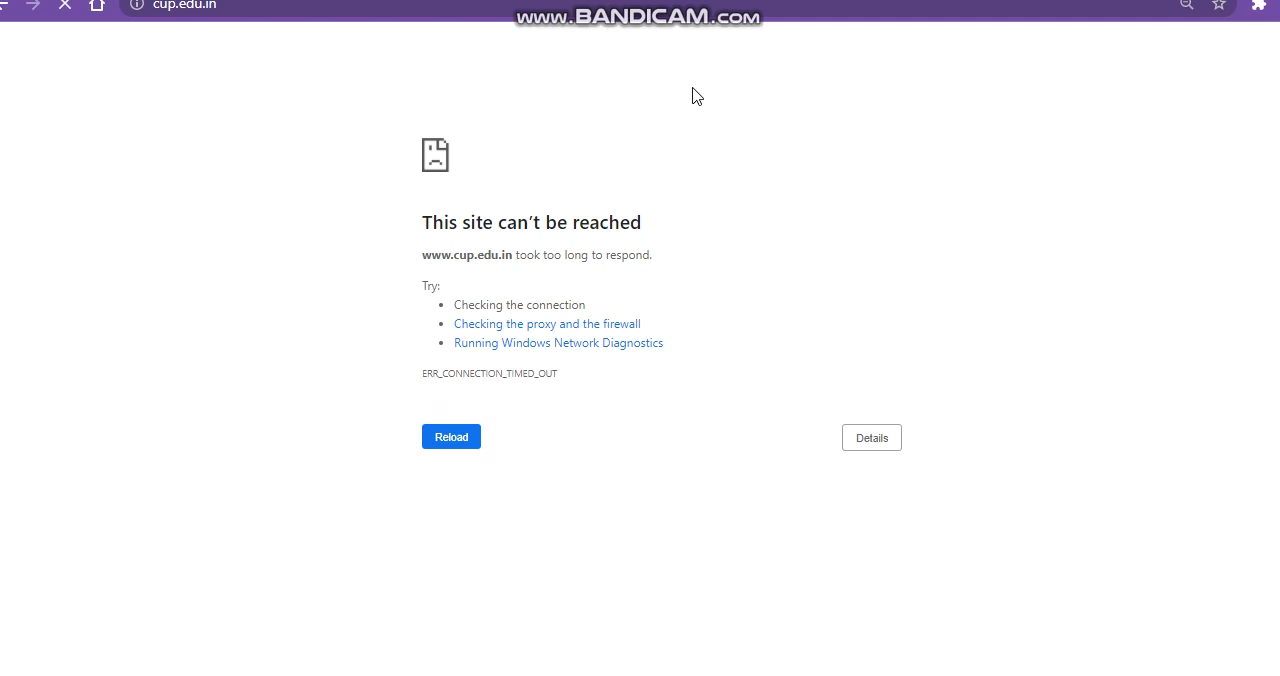 cup.edu.in
www.BANDICAM.com
This site can’t be reached
www.cup.edu.in took too long to respond.
Try:
• Checking the connection
• Checking the proxy and the firewall
• Running Windows Network Diagnostics
ERR_CONNECTION_TIMED_OUT
Reload
Details